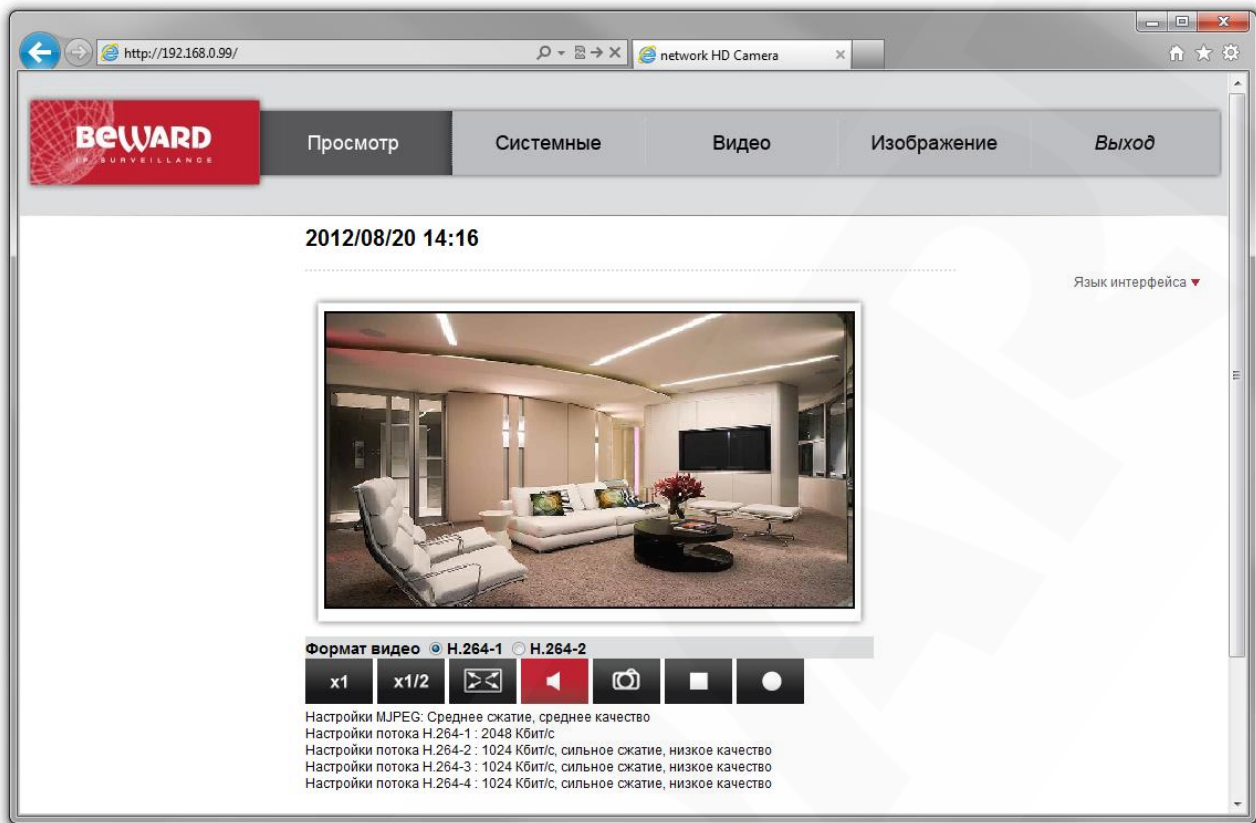 http://192.168.0.99/
network HD Camera
BEWARD
IP SURVEILLANCE
Просмотр
Системные
Видео
Изображение
Выход
2012/08/20 14:16
Язык интерфейса
Формат видео H.264-1 H.264-2
x1 x1/2
Настройки MJPEG: Среднее сжатие, среднее качество
Настройки потока H.264-1 : 2048 Кбит/с
Настройки потока H.264-2 : 1024 Кбит/с, сильное сжатие, низкое качество
Настройки потока H.264-3 : 1024 Кбит/с, сильное сжатие, низкое качество
Настройки потока H.264-4 : 1024 Кбит/с, сильное сжатие, низкое качество